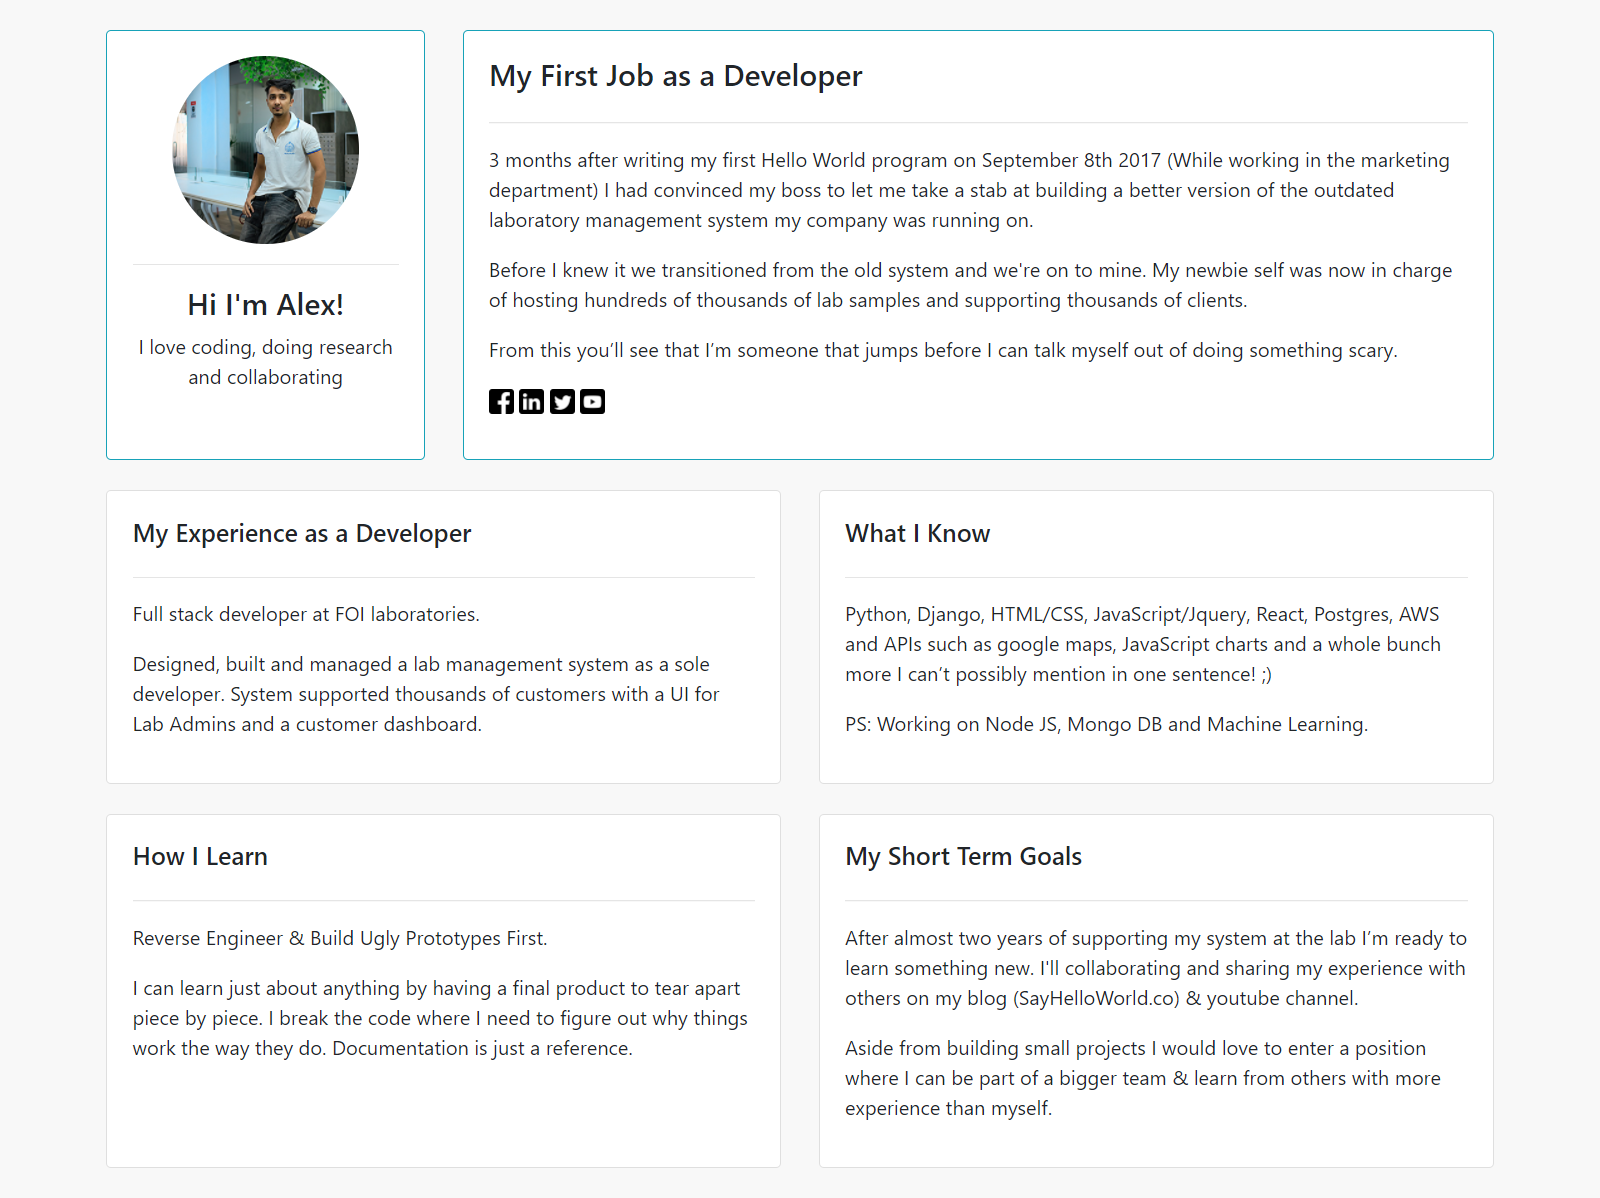 Hi I'm Alex!
I love coding, doing research
and collaborating
My First Job as a Developer
3 months after writing my first Hello World program on September 8th 2017 (While working in the marketing
department) I had convinced my boss to let me take a stab at building a better version of the outdated
laboratory management system my company was running on.
Before I knew it we transitioned from the old system and we're on to mine. My newbie self was now in charge
of hosting hundreds of thousands of lab samples and supporting thousands of clients.
From this you’ll see that I’m someone that jumps before I can talk myself out of doing something scary.
My Experience as a Developer
Full stack developer at FOI laboratories.
Designed, built and managed a lab management system as a sole
developer. System supported thousands of customers with a UI for
Lab Admins and a customer dashboard.
What I Know
Python, Django, HTML/CSS, JavaScript/Jquery, React, Postgres, AWS
and APIs such as google maps, JavaScript charts and a whole bunch
more I can’t possibly mention in one sentence! ;)
PS: Working on Node JS, Mongo DB and Machine Learning.
How I Learn
Reverse Engineer & Build Ugly Prototypes First.
I can learn just about anything by having a final product to tear apart
piece by piece. I break the code where I need to figure out why things
work the way they do. Documentation is just a reference.
My Short Term Goals
After almost two years of supporting my system at the lab I’m ready to
learn something new. I'll collaborating and sharing my experience with
others on my blog (SayHelloWorld.co) & youtube channel.
Aside from building small projects I would love to enter a position
where I can be part of a bigger team & learn from others with more
experience than myself.